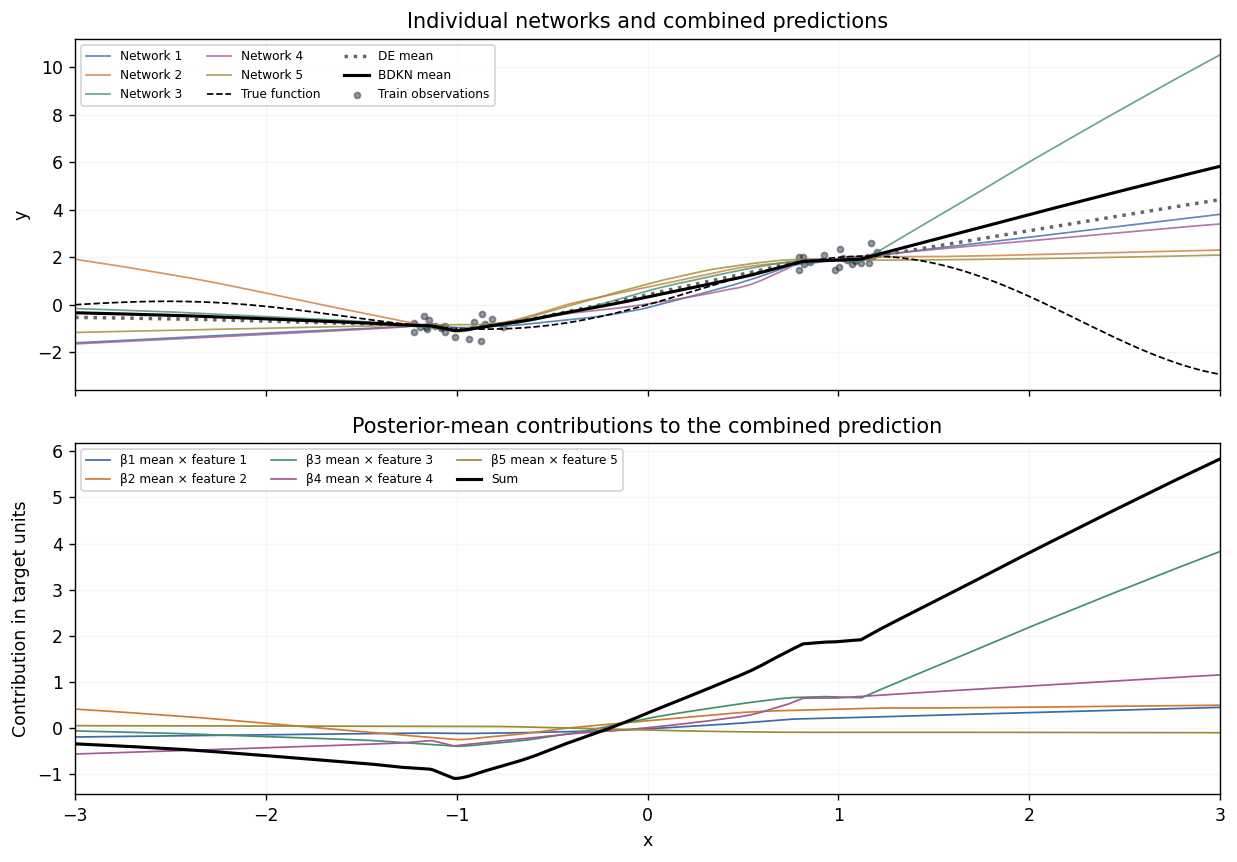 Individual networks and combined predictions
Network 1 Network 4 DE mean
Network 2 Network 5 BDKN mean
Network 3 True function Train observations
10
8
6
4
2
0
−2
y
Posterior-mean contributions to the combined prediction
β1 mean × feature 1 β3 mean × feature 3 β5 mean × feature 5
β2 mean × feature 2 β4 mean × feature 4 Sum
6
5
4
3
2
1
0
−1
Contribution in target units
−3 −2 −1 0 1 2 3
x